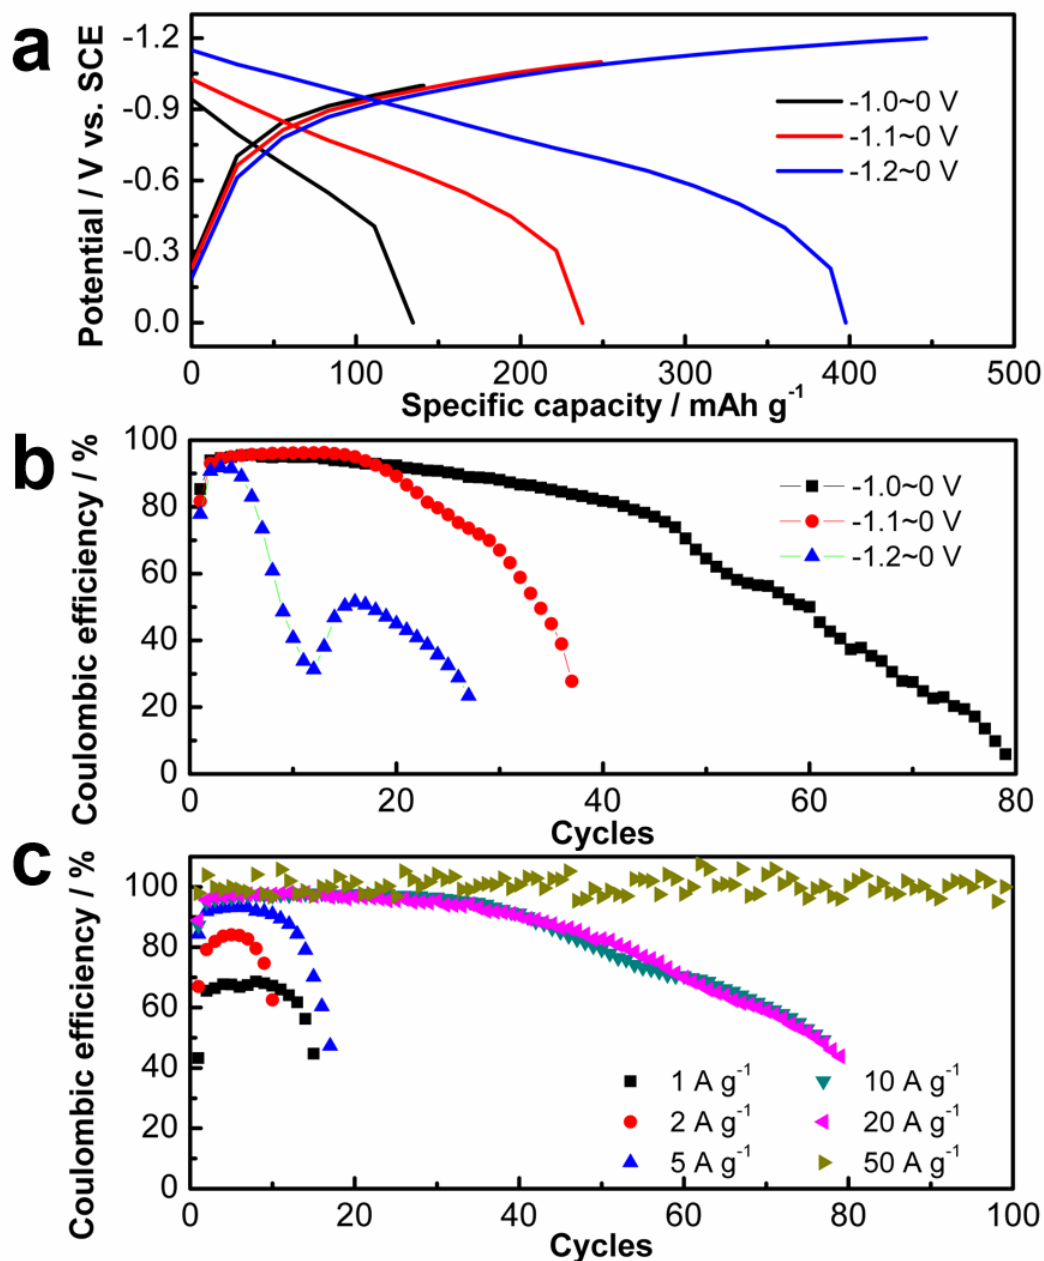 a
Potential / V vs. SCE
-1.2
-0.9
-0.6
-0.3
0.0
-1.0~0 V
-1.1~0 V
-1.2~0 V
0 100 200 300 400 500
Specific capacity / mAh g⁻¹
b
Coulombic efficiency / %
100
80
60
40
20
0
-1.0~0 V
-1.1~0 V
-1.2~0 V
0 20 40 60 80
Cycles
c
Coulombic efficiency / %
100
80
60
40
20
0
1 A g⁻¹ 10 A g⁻¹
2 A g⁻¹ 20 A g⁻¹
5 A g⁻¹ 50 A g⁻¹
0 20 40 60 80 100
Cycles